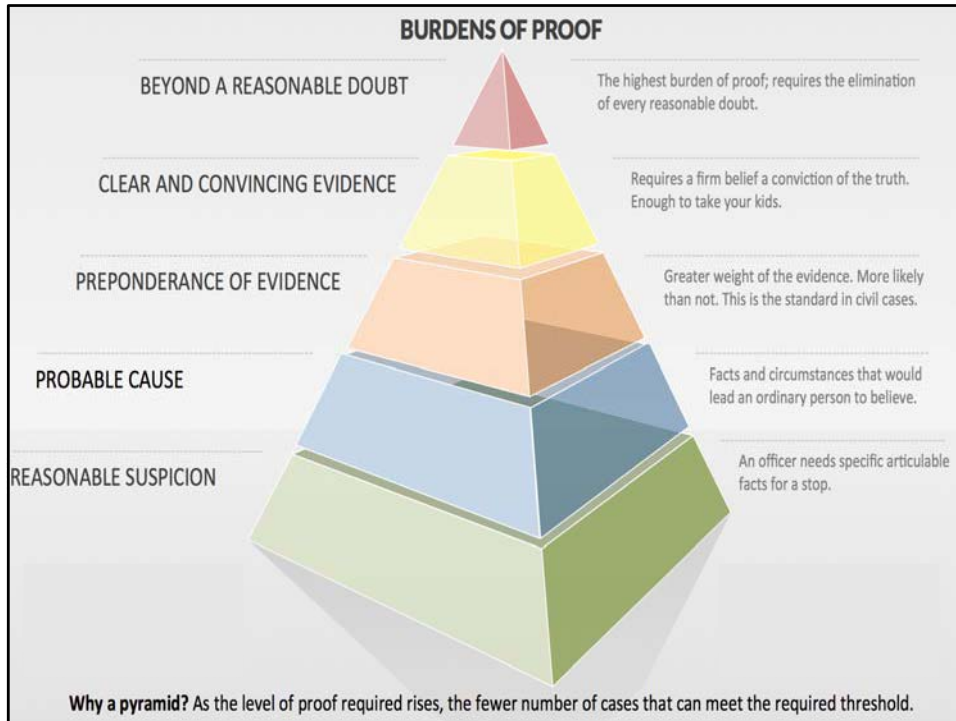 BURDENS OF PROOF
BEYOND A REASONABLE DOUBT
The highest burden of proof; requires the elimination
of every reasonable doubt.
CLEAR AND CONVINCING EVIDENCE
Requires a firm belief a conviction of the truth.
Enough to take your kids.
PREPONDERANCE OF EVIDENCE
Greater weight of the evidence. More likely
than not. This is the standard in civil cases.
PROBABLE CAUSE
Facts and circumstances that would
lead an ordinary person to believe.
REASONABLE SUSPICION
An officer needs specific articulable
facts for a stop.
Why a pyramid? As the level of proof required rises, the fewer number of cases that can meet the required threshold.